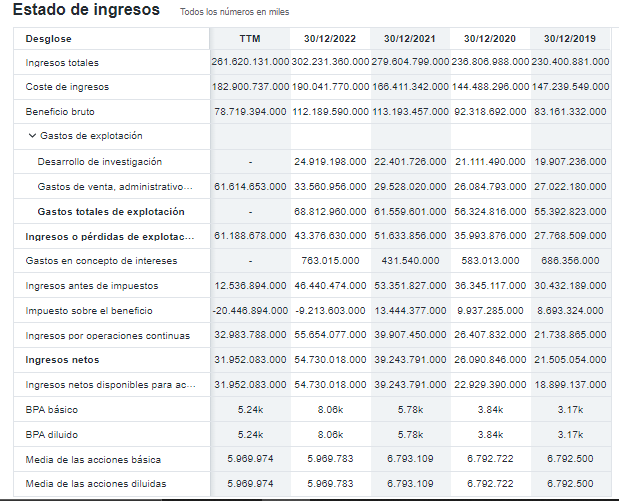 Estado de ingresos Todos los números en miles
Desglose TTM 30/12/2022 30/12/2021 30/12/2020 30/12/2019
Ingresos totales 261.620.131.000 302.231.360.000 279.604.799.000 236.806.988.000 230.400.881.000
Coste de ingresos 182.900.737.000 190.041.770.000 166.411.342.000 144.488.296.000 147.239.549.000
Beneficio bruto 78.719.394.000 112.189.590.000 113.193.457.000 92.318.692.000 83.161.332.000
Gastos de explotación
Desarrollo de investigación - 24.919.198.000 22.401.726.000 21.111.490.000 19.907.236.000
Gastos de venta, administrativo... 61.614.653.000 33.560.956.000 29.528.020.000 26.084.793.000 27.022.180.000
Gastos totales de explotación - 68.812.960.000 61.559.601.000 56.324.816.000 55.392.823.000
Ingresos o pérdidas de explotac... 61.188.678.000 43.376.630.000 51.633.856.000 35.993.876.000 27.768.509.000
Gastos en concepto de intereses - 763.015.000 431.540.000 583.013.000 686.356.000
Ingresos antes de impuestos 12.536.894.000 46.440.474.000 53.351.827.000 36.345.117.000 30.432.189.000
Impuesto sobre el beneficio -20.446.894.000 -9.213.603.000 13.444.377.000 9.937.285.000 8.693.324.000
Ingresos por operaciones continuas 32.983.788.000 55.654.077.000 39.907.450.000 26.407.832.000 21.738.865.000
Ingresos netos 31.952.083.000 54.730.018.000 39.243.791.000 26.090.846.000 21.505.054.000
Ingresos netos disponibles para ac... 31.952.083.000 54.730.018.000 39.243.791.000 22.929.390.000 18.899.137.000
BPA básico 5.24k 8.06k 5.78k 3.84k 3.17k
BPA diluido 5.24k 8.06k 5.78k 3.84k 3.17k
Media de las acciones básica 5.969.974 5.969.783 6.793.109 6.792.722 6.792.500
Media de las acciones diluidas 5.969.974 5.969.783 6.793.109 6.792.722 6.792.500